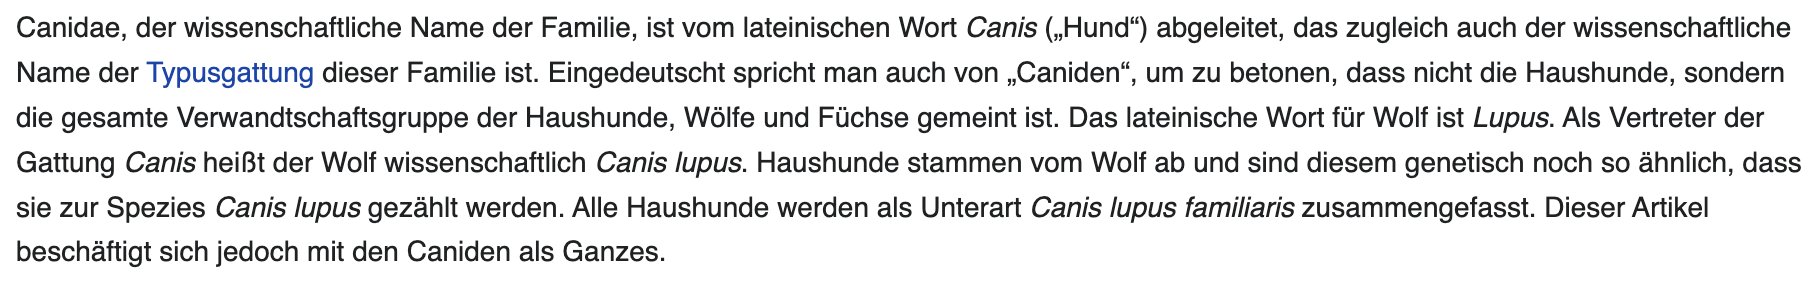 Canidae, der wissenschaftliche Name der Familie, ist vom lateinischen Wort Canis („Hund“) abgeleitet, das zugleich auch der wissenschaftliche
Name der Typusgattung dieser Familie ist. Eingedeutscht spricht man auch von „Caniden“, um zu betonen, dass nicht die Haushunde, sondern
die gesamte Verwandtschaftsgruppe der Haushunde, Wölfe und Füchse gemeint ist. Das lateinische Wort für Wolf ist Lupus. Als Vertreter der
Gattung Canis heißt der Wolf wissenschaftlich Canis lupus. Haushunde stammen vom Wolf ab und sind diesem genetisch noch so ähnlich, dass
sie zur Spezies Canis lupus gezählt werden. Alle Haushunde werden als Unterart Canis lupus familiaris zusammengefasst. Dieser Artikel
beschäftigt sich jedoch mit den Caniden als Ganzes.